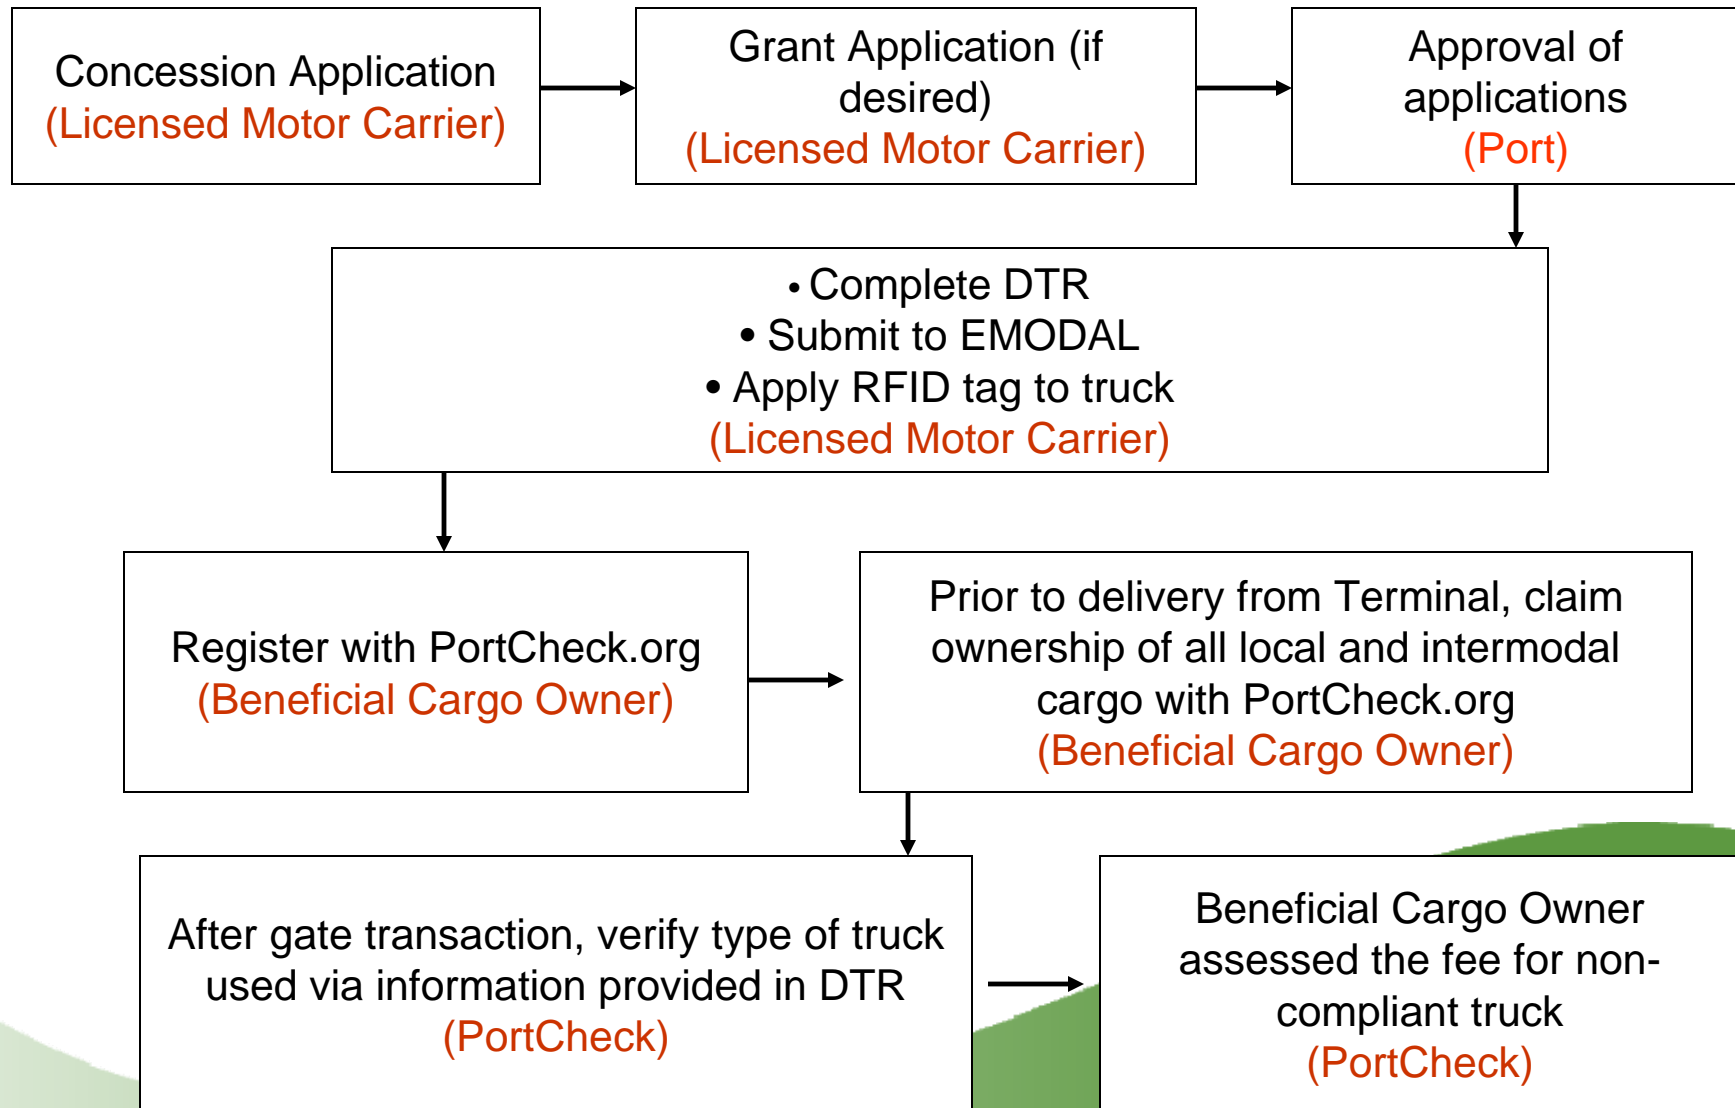 Concession Application
(Licensed Motor Carrier)
Grant Application (if
desired)
(Licensed Motor Carrier)
Approval of
applications
(Port)
• Complete DTR
• Submit to EMODAL
• Apply RFID tag to truck
(Licensed Motor Carrier)
Register with PortCheck.org
(Beneficial Cargo Owner)
Prior to delivery from Terminal, claim
ownership of all local and intermodal
cargo with PortCheck.org
(Beneficial Cargo Owner)
After gate transaction, verify type of truck
used via information provided in DTR
(PortCheck)
Beneficial Cargo Owner
assessed the fee for non-
compliant truck
(PortCheck)